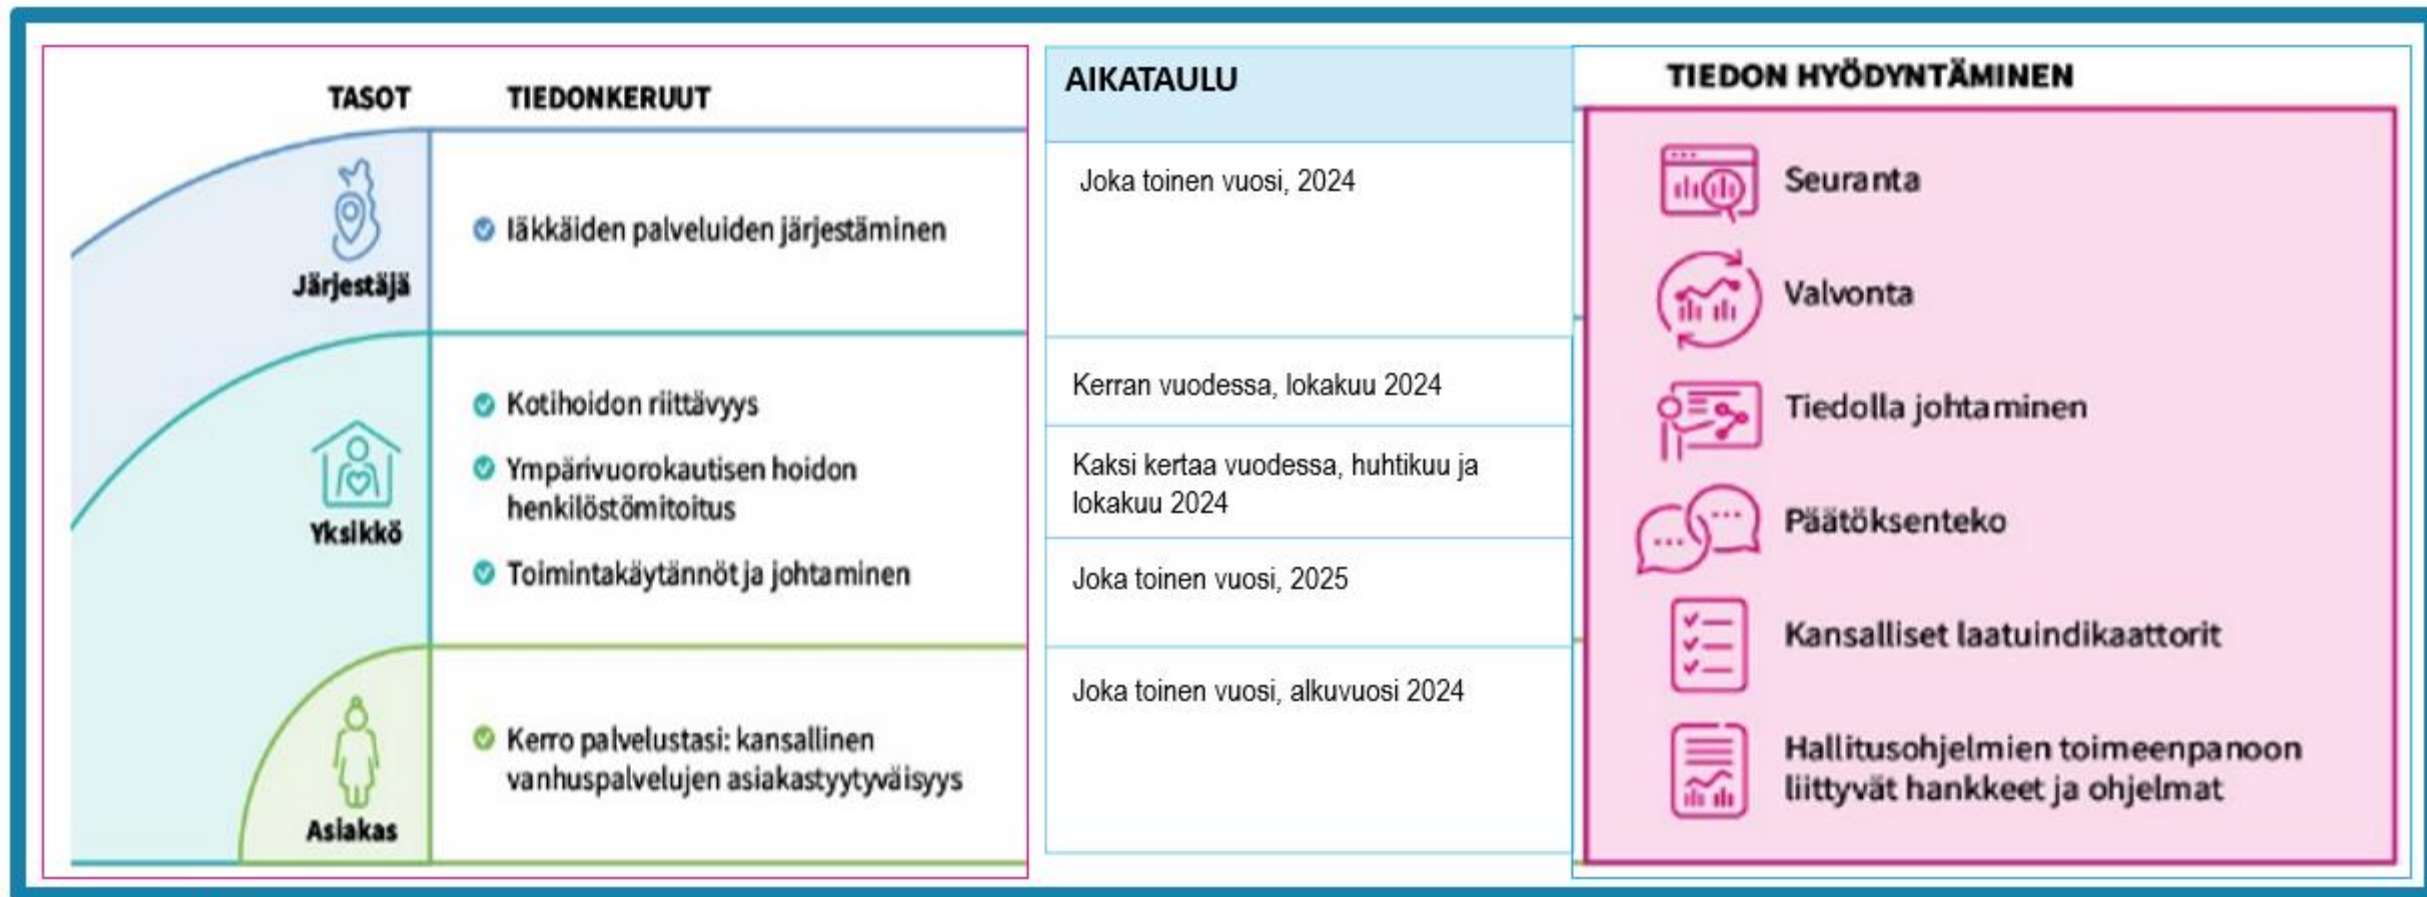 TASOT
TIEDONKERUUT
Järjestäjä
Iäkkäiden palveluiden järjestäminen
Yksikkö
Kotihoidon riittävyys
Ympärivuorokautisen hoidon
henkilöstömitoitus
Toimintakäytännöt ja johtaminen
Asiakas
Kerro palvelustasi: kansallinen
vanhuspalvelujen asiakastyytyväisyys
AIKATAULU
Joka toinen vuosi, 2024
Kerran vuodessa, lokakuu 2024
Kaksi kertaa vuodessa, huhtikuu ja
lokakuu 2024
Joka toinen vuosi, 2025
Joka toinen vuosi, alkuvuosi 2024
TIEDON HYÖDYNTÄMINEN
Seuranta
Valvonta
Tiedolla johtaminen
Päätöksenteko
Kansalliset laatuindikaattorit
Hallitusohjelmien toimeenpanoon
liittyvät hankkeet ja ohjelmat